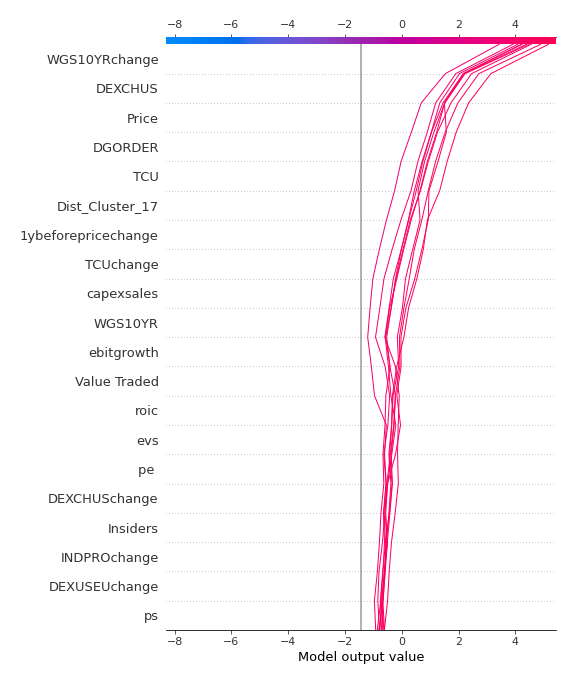 −8 −6 −4 −2 0 2 4
WGS10YRchange
DEXCHUS
Price
DGORDER
TCU
Dist_Cluster_17
1ybeforepricechange
TCUchange
capexsales
WGS10YR
ebitgrowth
Value Traded
roic
evs
pe
DEXCHUSchange
Insiders
INDPROchange
DEXUSEUchange
ps
−8 −6 −4 −2 0 2 4
Model output value